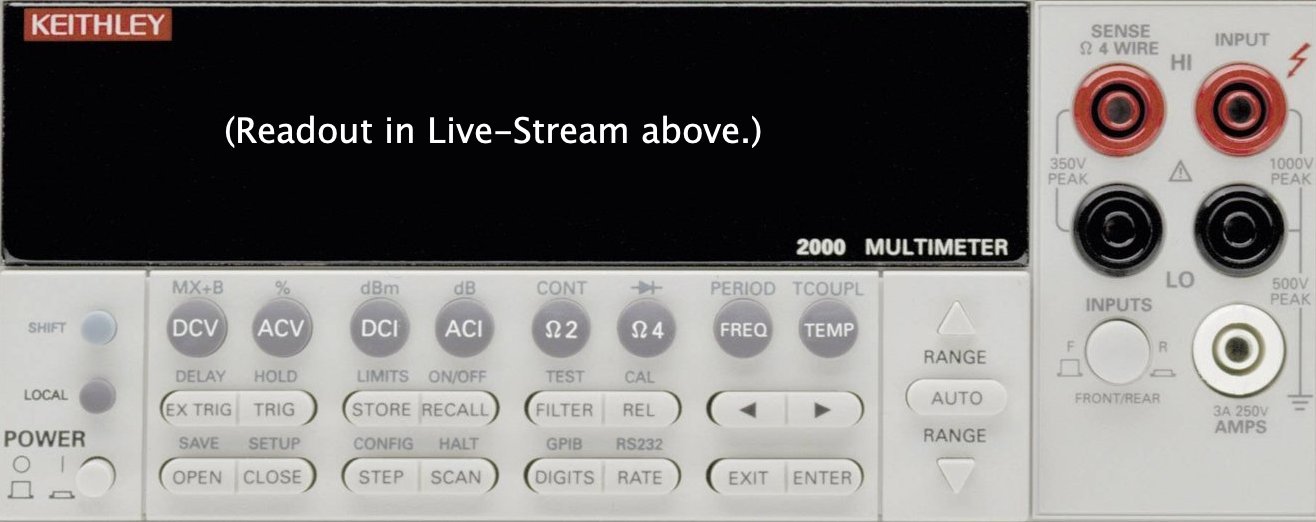 KEITHLEY
(Readout in Live-Stream above.)
2000 MULTIMETER
SENSE
Ω 4 WIRE
INPUT
HI
350V
PEAK
1000V
PEAK
LO
500V
PEAK
INPUTS
F
R
FRONT/REAR
3A 250V
AMPS
MX+B % dBm dB CONT PERIOD TCOUPL
SHIFT
DCV ACV DCI ACI Ω2 Ω4 FREQ TEMP
DELAY HOLD LIMITS ON/OFF TEST CAL
LOCAL
EX TRIG TRIG STORE RECALL FILTER REL
POWER
SAVE SETUP CONFIG HALT GPIB RS232
OPEN CLOSE STEP SCAN DIGITS RATE EXIT ENTER
RANGE
AUTO
RANGE